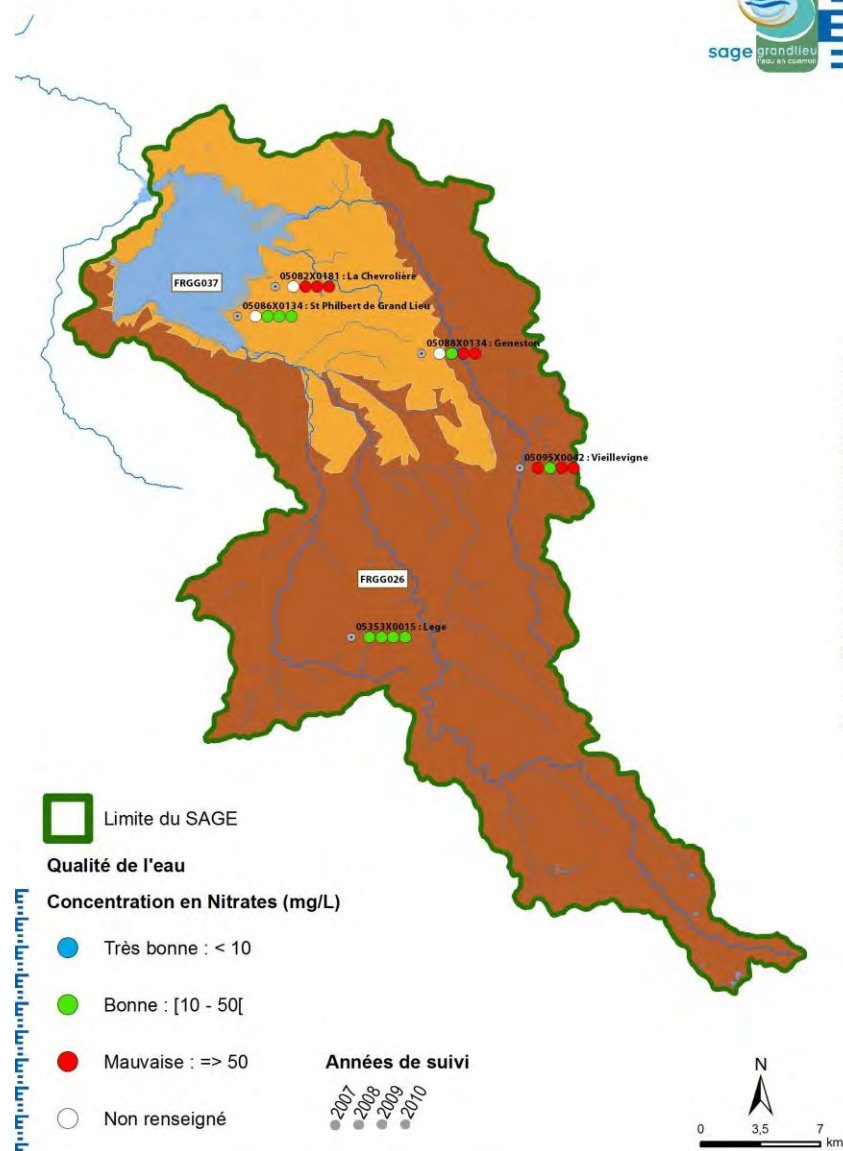 sage grandlieu
l'eau en commun
05082X0181 : La Chevrolière
FRGG037
05086X0134 : St Philbert de Grand Lieu
05088X0134 : Geneston
05095X0042 : Vieillevigne
FRGG026
05353X0015 : Lege
Limite du SAGE
Qualité de l'eau
Concentration en Nitrates (mg/L)
Très bonne : < 10
Bonne : [10 - 50[
Mauvaise : => 50
Non renseigné
Années de suivi
2007 2008 2009 2010
N
0 3,5 7
km